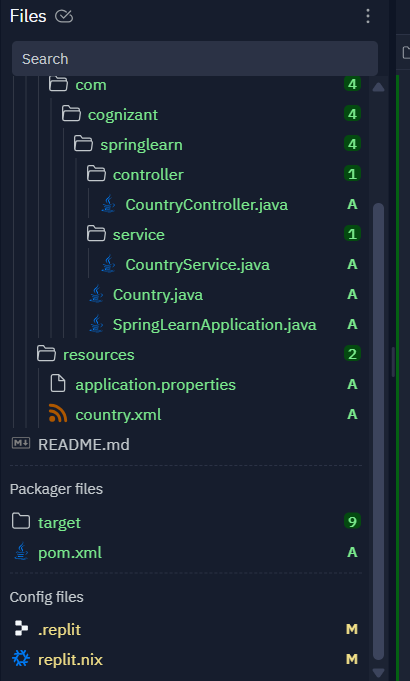 Files
Search
com 4
cognizant 4
springlearn 4
controller 1
CountryController.java A
service 1
CountryService.java A
Country.java A
SpringLearnApplication.java A
resources 2
application.properties A
country.xml A
M↓ README.md
Packager files
target 9
pom.xml A
Config files
.replit M
replit.nix M